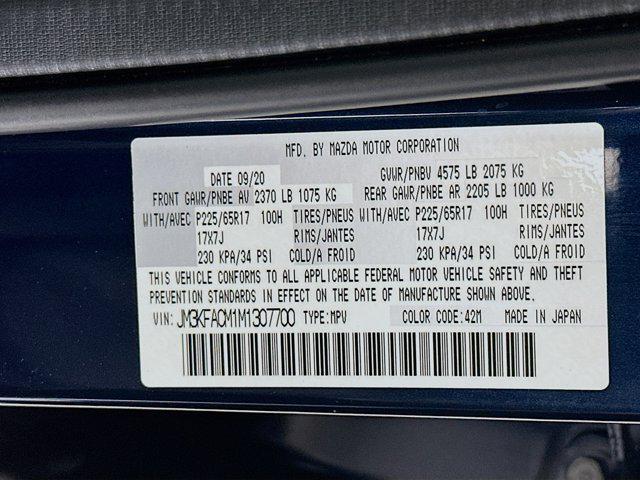 MFD. BY MAZDA MOTOR CORPORATION
DATE 09/20 GVWR/PNBV 4575 LB 2075 KG
FRONT GAWR/PNBE AV 2370 LB 1075 KG REAR GAWR/PNBE AR 2205 LB 1000 KG
WITH/AVEC P225/65R17 100H TIRES/PNEUS WITH/AVEC P225/65R17 100H TIRES/PNEUS
17X7J RIMS/JANTES 17X7J RIMS/JANTES
230 KPA/34 PSI COLD/A FROID 230 KPA/34 PSI COLD/A FROID
THIS VEHICLE CONFORMS TO ALL APPLICABLE FEDERAL MOTOR VEHICLE SAFETY AND THEFT
PREVENTION STANDARDS IN EFFECT ON THE DATE OF MANUFACTURE SHOWN ABOVE.
VIN: JM3KFACM1M1307700 TYPE:MPV COLOR CODE:42M MADE IN JAPAN